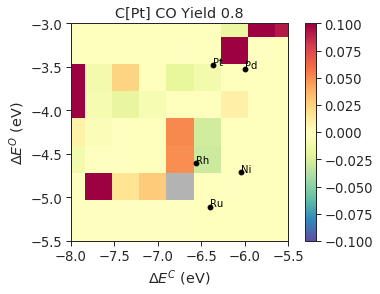 C[Pt] CO Yield 0.8
−3.0
−3.5
−4.0
−4.5
−5.0
−5.5
ΔE^O (eV)
Pt
Pd
Rh
Ni
Ru
−8.0 −7.5 −7.0 −6.5 −6.0 −5.5
ΔE^C (eV)
0.100
0.075
0.050
0.025
0.000
−0.025
−0.050
−0.075
−0.100